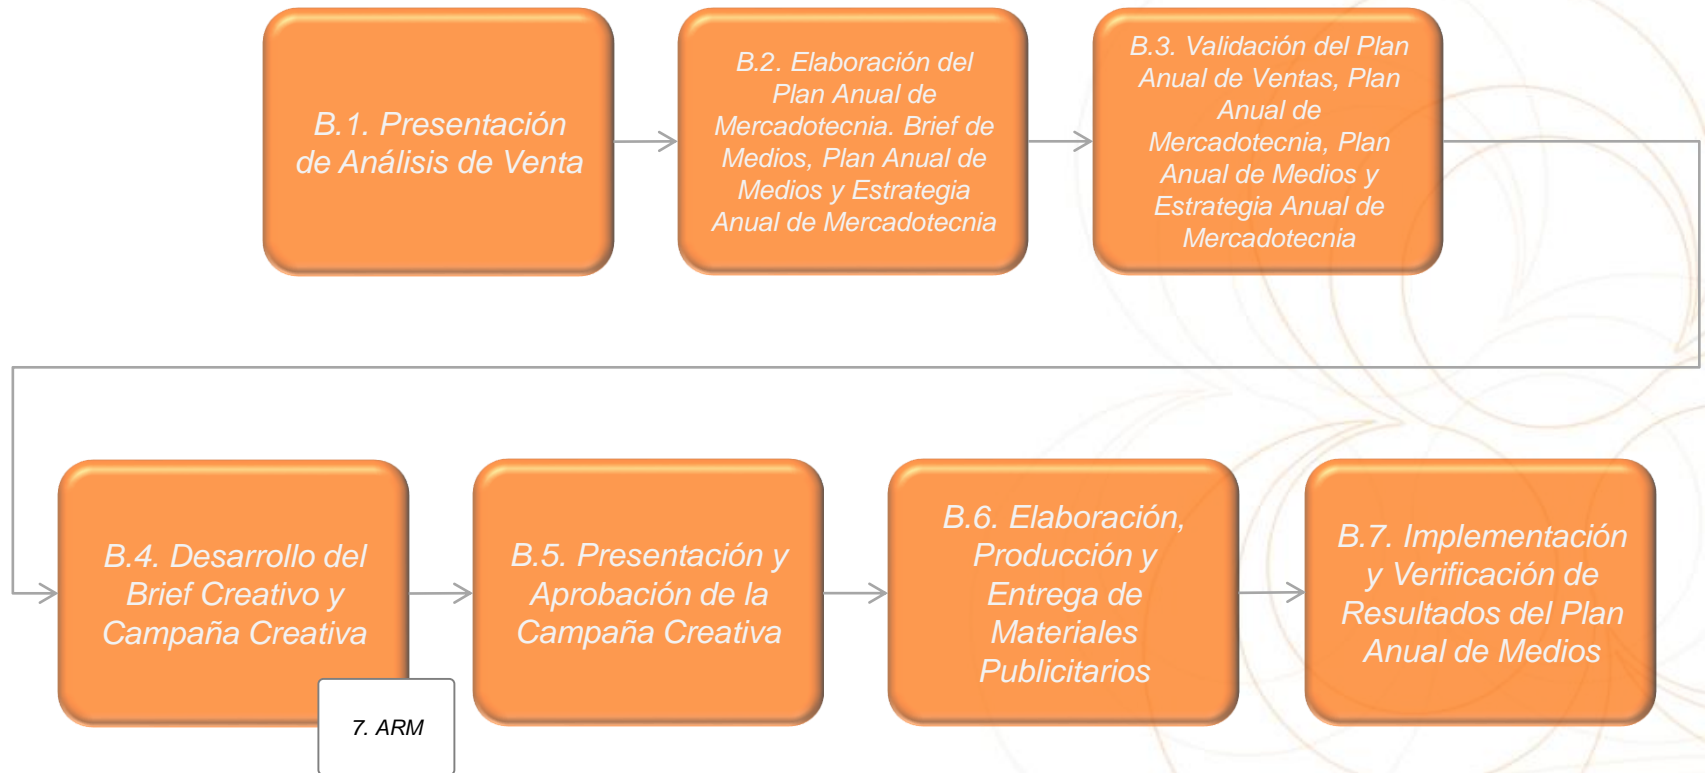 B.1. Presentación
de Análisis de Venta
B.2. Elaboración del
Plan Anual de
Mercadotecnia. Brief de
Medios, Plan Anual de
Medios y Estrategia
Anual de Mercadotecnia
B.3. Validación del Plan
Anual de Ventas, Plan
Anual de
Mercadotecnia, Plan
Anual de Medios y
Estrategia Anual de
Mercadotecnia
B.4. Desarrollo del
Brief Creativo y
Campaña Creativa
7. ARM
B.5. Presentación y
Aprobación de la
Campaña Creativa
B.6. Elaboración,
Producción y
Entrega de
Materiales
Publicitarios
B.7. Implementación
y Verificación de
Resultados del Plan
Anual de Medios